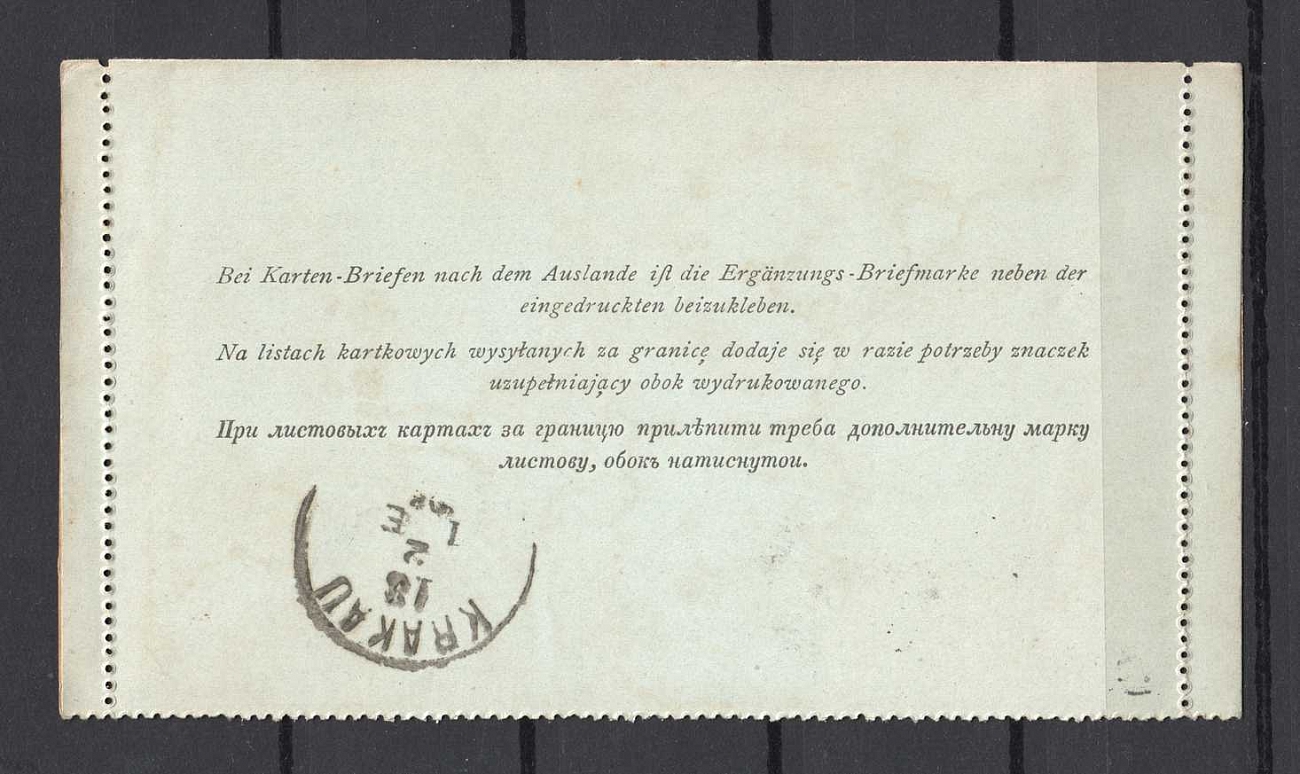 Bei Karten-Briefen nach dem Auslande iſt die Ergänzungs-Briefmarke neben der
eingedruckten beizukleben.
Na listach kartkowych wysyłanych za granicę dodaje się w razie potrzeby znaczek
uzupełniający obok wydrukowanego.
При листовыхъ картахъ за границю прилѣпити треба дополнительну марку
листову, обокъ натиснутои.
KRAKAU
18
2